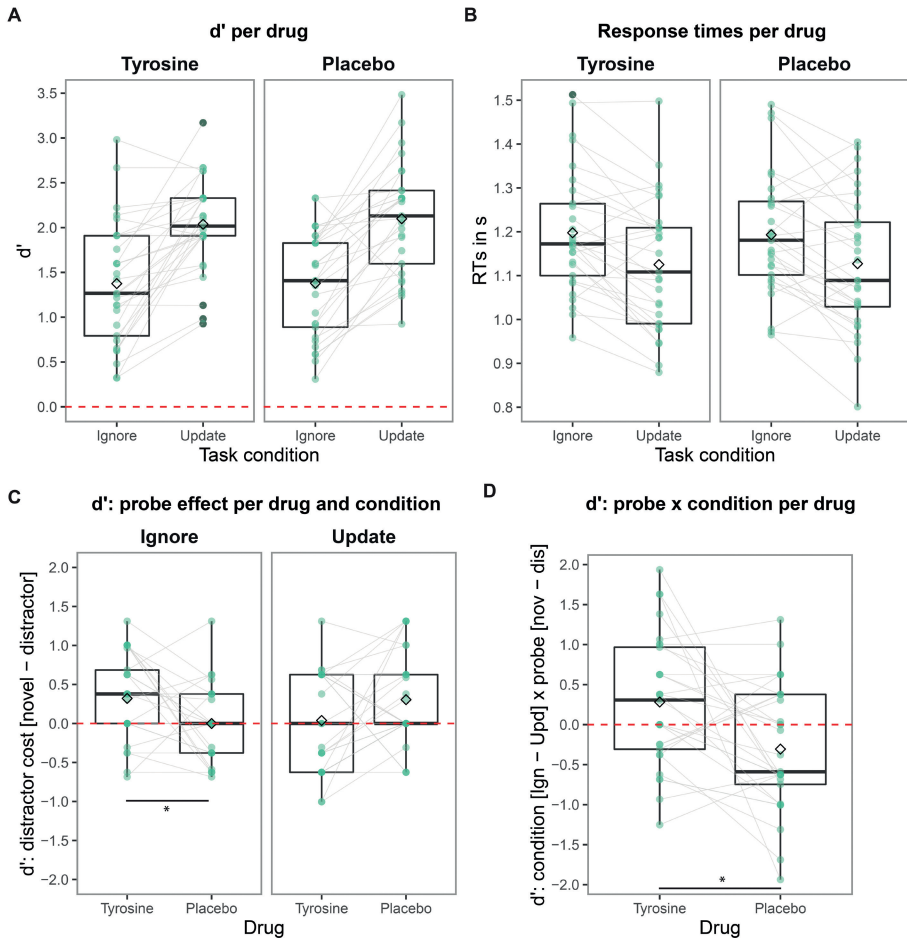 A
d' per drug
Tyrosine
Placebo
3.5
3.0
2.5
2.0
1.5
1.0
0.5
0.0
d'
Ignore
Update
Ignore
Update
Task condition
B
Response times per drug
Tyrosine
Placebo
1.5
1.4
1.3
1.2
1.1
1.0
0.9
0.8
RTs in s
Ignore
Update
Ignore
Update
Task condition
C
d': probe effect per drug and condition
Ignore
Update
2.0
1.5
1.0
0.5
0.0
−0.5
−1.0
−1.5
−2.0
d': distractor cost [novel − distractor]
*
Tyrosine
Placebo
Tyrosine
Placebo
Drug
D
d': probe x condition per drug
2.0
1.5
1.0
0.5
0.0
−0.5
−1.0
−1.5
−2.0
d': condition [Ign − Upd] x probe [nov − dis]
*
Tyrosine
Placebo
Drug